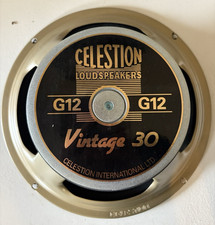 CELESTION
LOUDSPEAKERS
G12 G12
Vintage 30
CELESTION INTERNATIONAL LTD